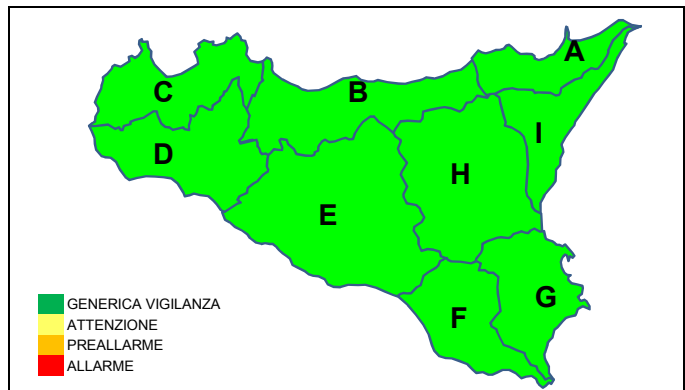 A
C
B
I
D
H
E
G
F
GENERICA VIGILANZA
ATTENZIONE
PREALLARME
ALLARME